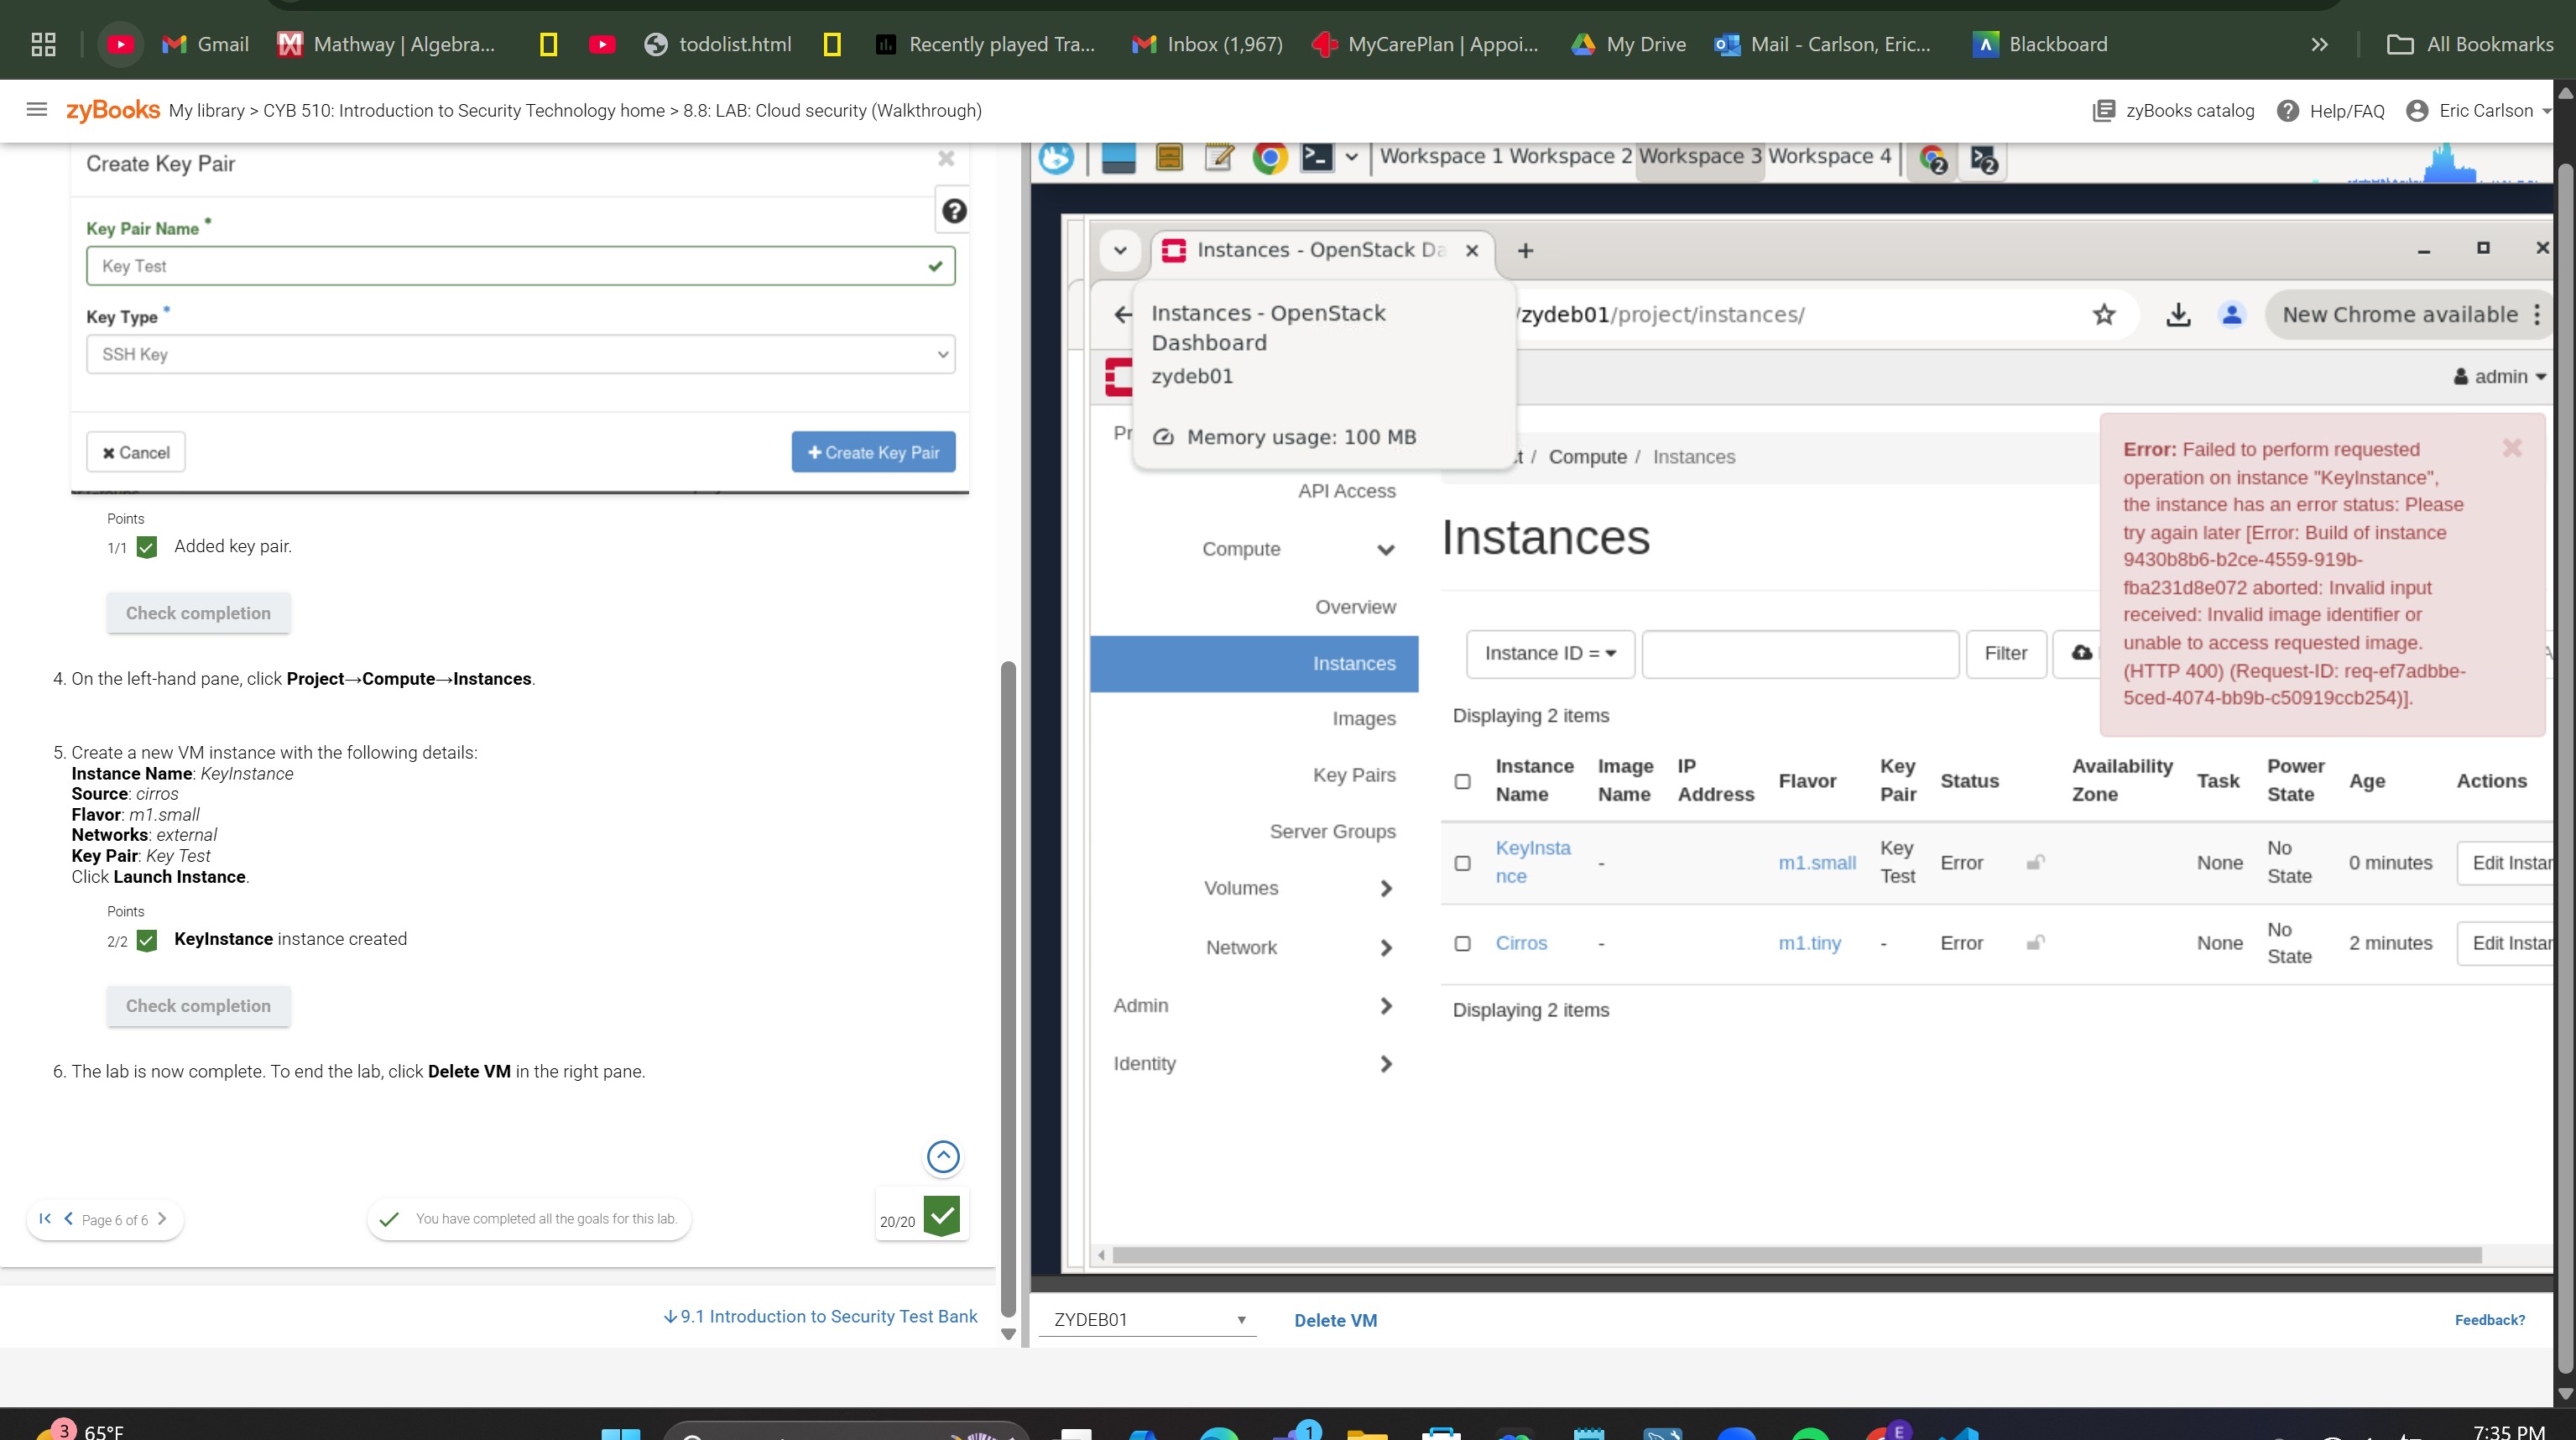 Gmail
Mathway | Algebra...
todolist.html
Recently played Tra...
Inbox (1,967)
MyCarePlan | Appoi...
My Drive
Mail - Carlson, Eric...
Blackboard
All Bookmarks
zyBooks My library > CYB 510: Introduction to Security Technology home > 8.8: LAB: Cloud security (Walkthrough)
zyBooks catalog
Help/FAQ
Eric Carlson
Create Key Pair
Key Pair Name *
Key Test
Key Type *
SSH Key
Cancel
Create Key Pair
Points
1/1 Added key pair.
Check completion
4. On the left-hand pane, click Project→Compute→Instances.
5. Create a new VM instance with the following details:
Instance Name: KeyInstance
Source: cirros
Flavor: m1.small
Networks: external
Key Pair: Key Test
Click Launch Instance.
Points
2/2 KeyInstance instance created
Check completion
6. The lab is now complete. To end the lab, click Delete VM in the right pane.
Page 6 of 6
You have completed all the goals for this lab.
20/20
9.1 Introduction to Security Test Bank
Workspace 1 Workspace 2 Workspace 3 Workspace 4
2
2
Instances - OpenStack Da
Instances - OpenStack
Dashboard
zydeb01
Memory usage: 100 MB
/zydeb01/project/instances/
New Chrome available
admin
Pr
t / Compute / Instances
API Access
Compute
Overview
Instances
Images
Key Pairs
Server Groups
Volumes
Network
Admin
Identity
Instances
Error: Failed to perform requested
operation on instance "KeyInstance",
the instance has an error status: Please
try again later [Error: Build of instance
9430b8b6-b2ce-4559-919b-
fba231d8e072 aborted: Invalid input
received: Invalid image identifier or
unable to access requested image.
(HTTP 400) (Request-ID: req-ef7adbbe-
5ced-4074-bb9b-c50919ccb254)].
Instance ID =
Filter
Displaying 2 items
Instance Name
Image Name
IP Address
Flavor
Key Pair
Status
Availability Zone
Task
Power State
Age
Actions
KeyInstance - m1.small Key Test Error None No State 0 minutes Edit Instan
Cirros - m1.tiny - Error None No State 2 minutes Edit Instan
Displaying 2 items
ZYDEB01
Delete VM
Feedback?
3
65°F
1
E
7:35 PM